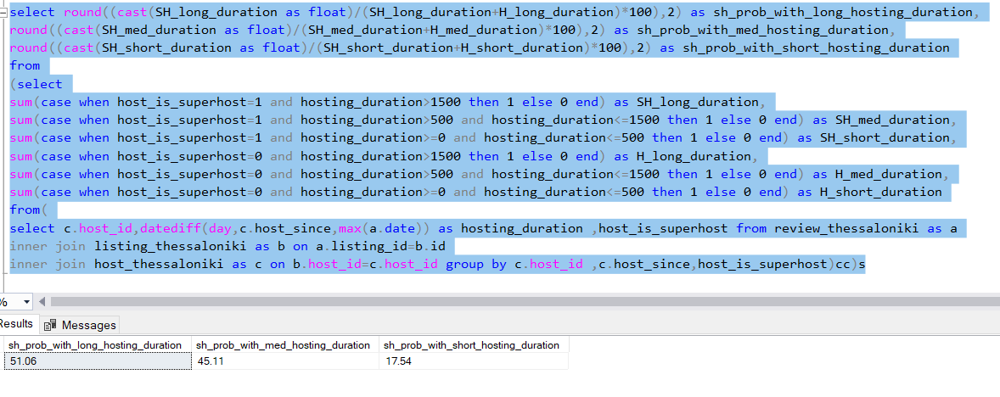 select round((cast(SH_long_duration as float)/(SH_long_duration+H_long_duration)*100),2) as sh_prob_with_long_hosting_duration,
round((cast(SH_med_duration as float)/(SH_med_duration+H_med_duration)*100),2) as sh_prob_with_med_hosting_duration,
round((cast(SH_short_duration as float)/(SH_short_duration+H_short_duration)*100),2) as sh_prob_with_short_hosting_duration
from
(select
sum(case when host_is_superhost=1 and hosting_duration>1500 then 1 else 0 end) as SH_long_duration,
sum(case when host_is_superhost=1 and hosting_duration>500 and hosting_duration<=1500 then 1 else 0 end) as SH_med_duration,
sum(case when host_is_superhost=1 and hosting_duration>=0 and hosting_duration<=500 then 1 else 0 end) as SH_short_duration,
sum(case when host_is_superhost=0 and hosting_duration>1500 then 1 else 0 end) as H_long_duration,
sum(case when host_is_superhost=0 and hosting_duration>500 and hosting_duration<=1500 then 1 else 0 end) as H_med_duration,
sum(case when host_is_superhost=0 and hosting_duration>=0 and hosting_duration<=500 then 1 else 0 end) as H_short_duration
from(
select c.host_id,datediff(day,c.host_since,max(a.date)) as hosting_duration ,host_is_superhost from review_thessaloniki as a
inner join listing_thessaloniki as b on a.listing_id=b.id
inner join host_thessaloniki as c on b.host_id=c.host_id group by c.host_id ,c.host_since,host_is_superhost)cc)s
%
Results Messages
sh_prob_with_long_hosting_duration sh_prob_with_med_hosting_duration sh_prob_with_short_hosting_duration
51.06 45.11 17.54